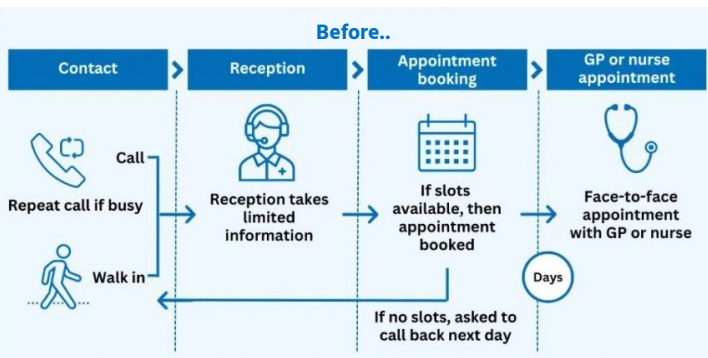 Before..
Contact
Reception
Appointment
booking
GP or nurse
appointment
Call
Repeat call if busy
Walk in
Reception takes
limited
information
If slots
available, then
appointment
booked
If no slots, asked to
call back next day
Days
Face-to-face
appointment
with GP or nurse